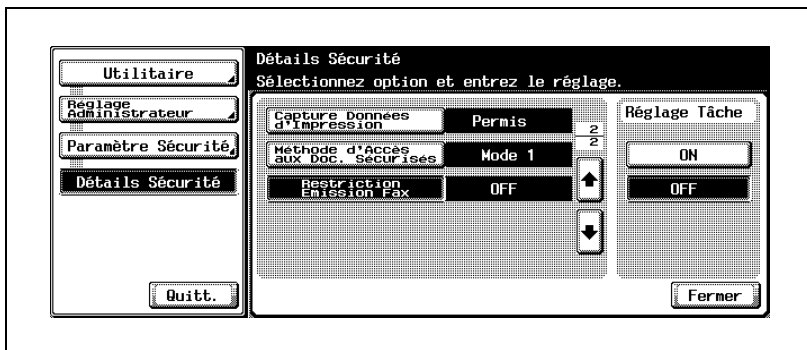 Utilitaire
Réglage
Administrateur
Paramètre Sécurité
Détails Sécurité
Quitt.
Détails Sécurité
Sélectionnez option et entrez le réglage.
Capture Données
d'Impression
Permis
Méthode d'Accès
aux Doc. Sécurisés
Mode 1
Restriction
Emission Fax
OFF
2
2
Réglage Tâche
ON
OFF
Fermer